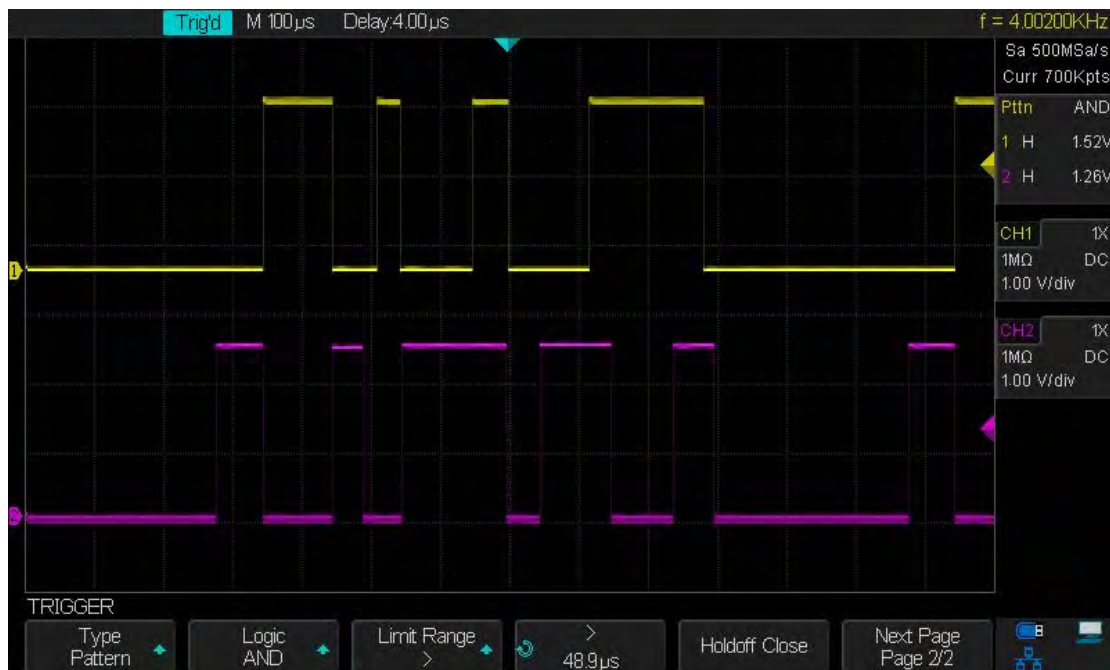 Trig'd M 100µs Delay:4.00µs f = 4.00200KHz
Sa 500MSa/s
Curr 700Kpts
Pttn AND
1 H 1.52V
2 H 1.26V
CH1 1X
1MΩ DC
1.00 V/div
CH2 1X
1MΩ DC
1.00 V/div
1
2
TRIGGER
Type
Pattern
Logic
AND
Limit Range
>
>
48.9µs
Holdoff Close
Next Page
Page 2/2